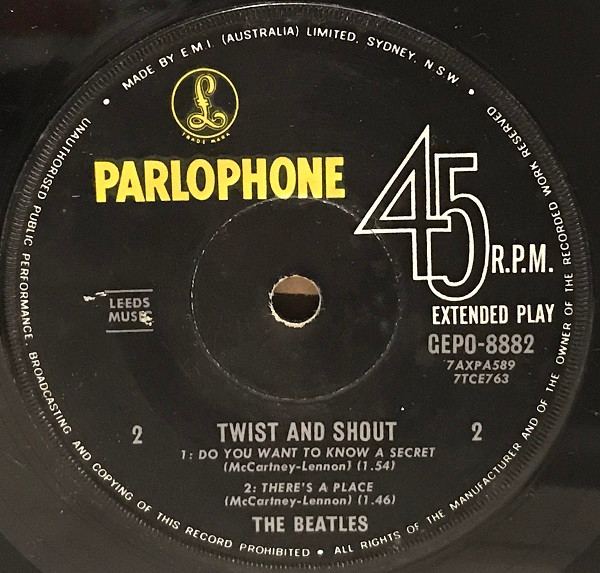 • MADE BY E.M.I. (AUSTRALIA) LIMITED, SYDNEY, N.S.W. •
UNAUTHORISED PUBLIC PERFORMANCE, BROADCASTING AND COPYING OF THIS RECORD PROHIBITED • ALL RIGHTS OF THE MANUFACTURER AND OF THE OWNER OF THE RECORDED WORK RESERVED
£
TRADE MARK
PARLOPHONE
45 R.P.M.
EXTENDED PLAY
LEEDS
MUSIC
GEPO-8882
7AXPA589
7TCE763
2 TWIST AND SHOUT 2
1: DO YOU WANT TO KNOW A SECRET
(McCartney-Lennon) (1.54)
2: THERE'S A PLACE
(McCartney-Lennon) (1.46)
THE BEATLES